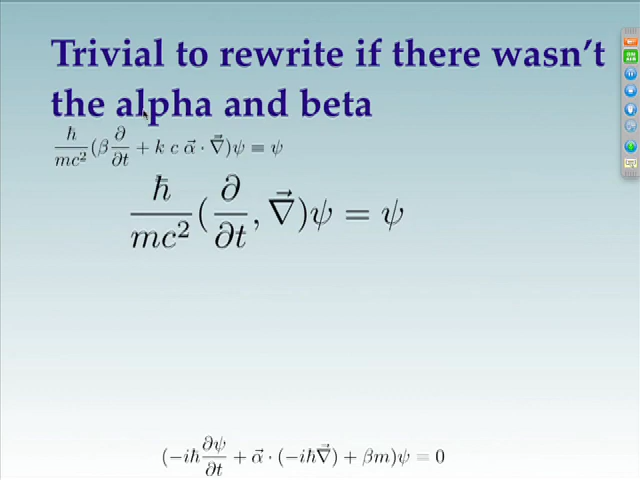 Trivial to rewrite if there wasn't
the alpha and beta
ħ/mc² (β ∂/∂t + k c α⃗ · ∇⃗)ψ = ψ
ħ/mc² (∂/∂t, ∇⃗)ψ = ψ
(−iħ ∂ψ/∂t + α⃗ · (−iħ∇⃗) + βm)ψ = 0